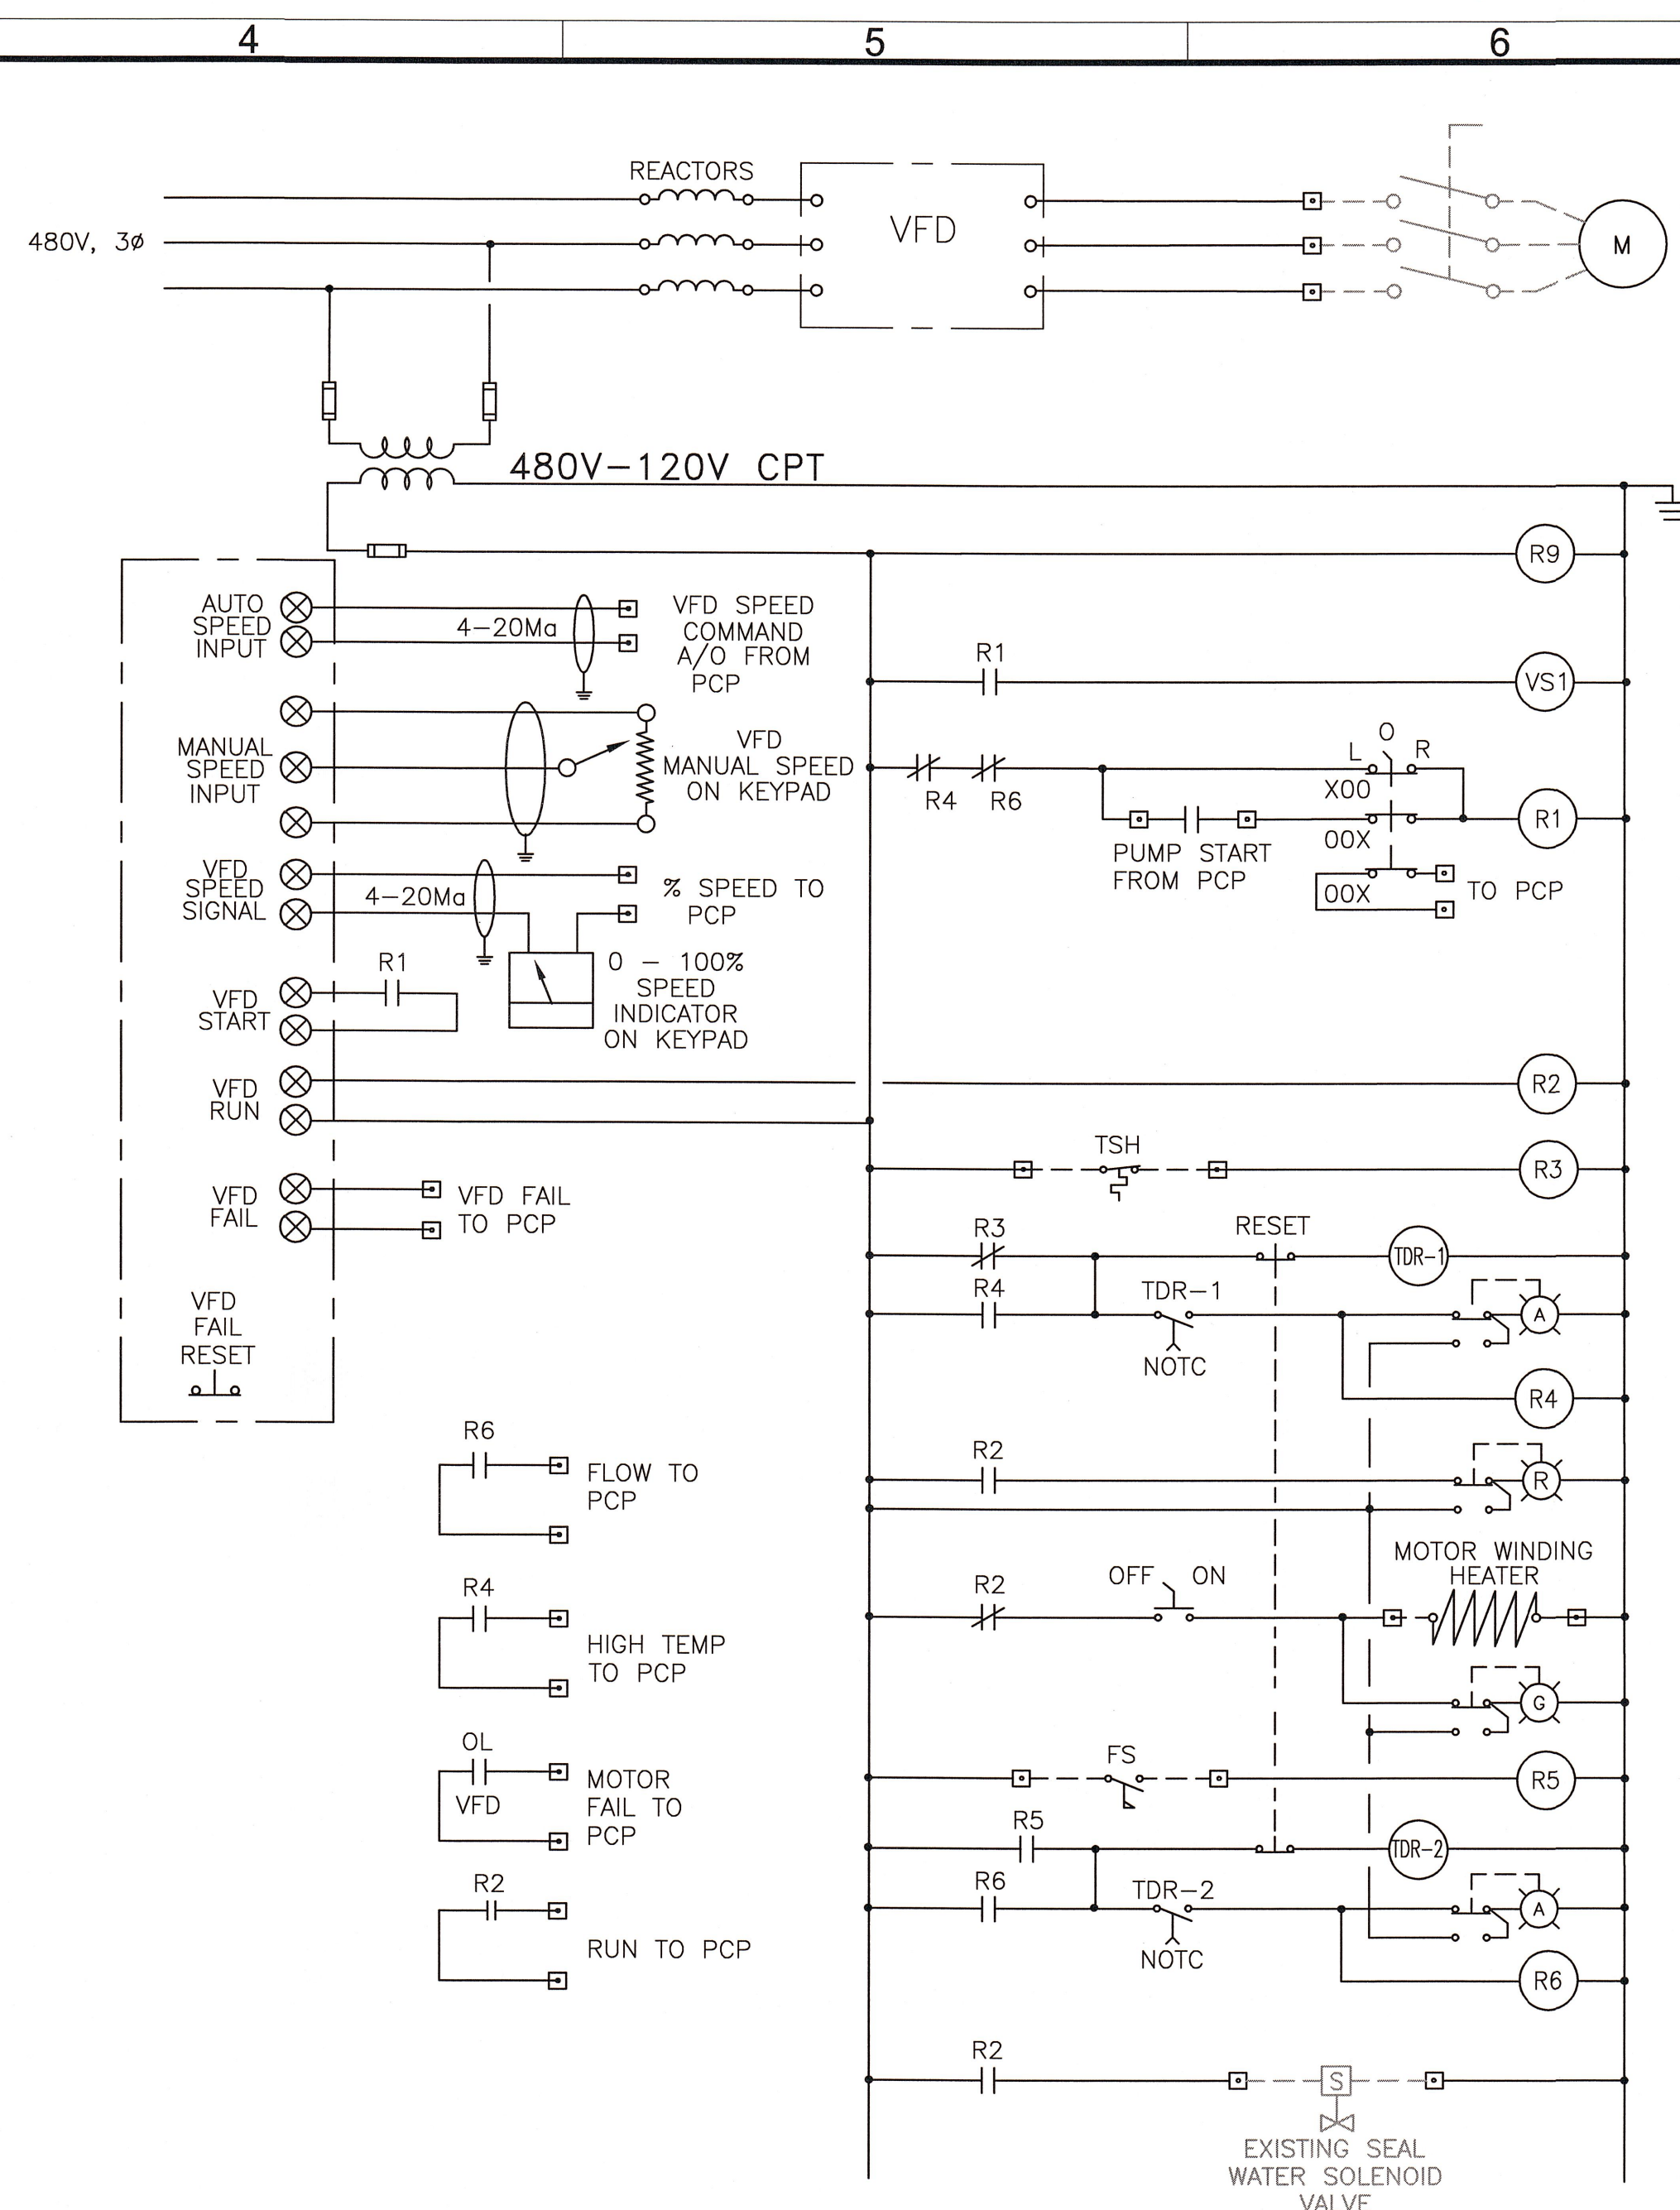 4
5
6
REACTORS
480V, 3ø
VFD
M
480V-120V CPT
R9
AUTO
SPEED
INPUT
4-20Ma
VFD SPEED
COMMAND
A/O FROM
PCP
R1
VS1
MANUAL
SPEED
INPUT
VFD
MANUAL SPEED
ON KEYPAD
R4
R6
L
O
R
X00
00X
R1
PUMP START
FROM PCP
00X
TO PCP
VFD
SPEED
SIGNAL
4-20Ma
% SPEED TO
PCP
0 - 100%
SPEED
INDICATOR
ON KEYPAD
R1
VFD
START
VFD
RUN
R2
TSH
R3
VFD
FAIL
VFD FAIL
TO PCP
R3
RESET
TDR-1
R4
TDR-1
NOTC
A
VFD
FAIL
RESET
R4
R6
FLOW TO
PCP
R2
R
MOTOR WINDING
HEATER
R2
OFF
ON
R4
HIGH TEMP
TO PCP
G
OL
VFD
MOTOR
FAIL TO
PCP
FS
R5
R5
TDR-2
R6
TDR-2
NOTC
A
R2
RUN TO PCP
R6
R2
S
EXISTING SEAL
WATER SOLENOID
VALVE